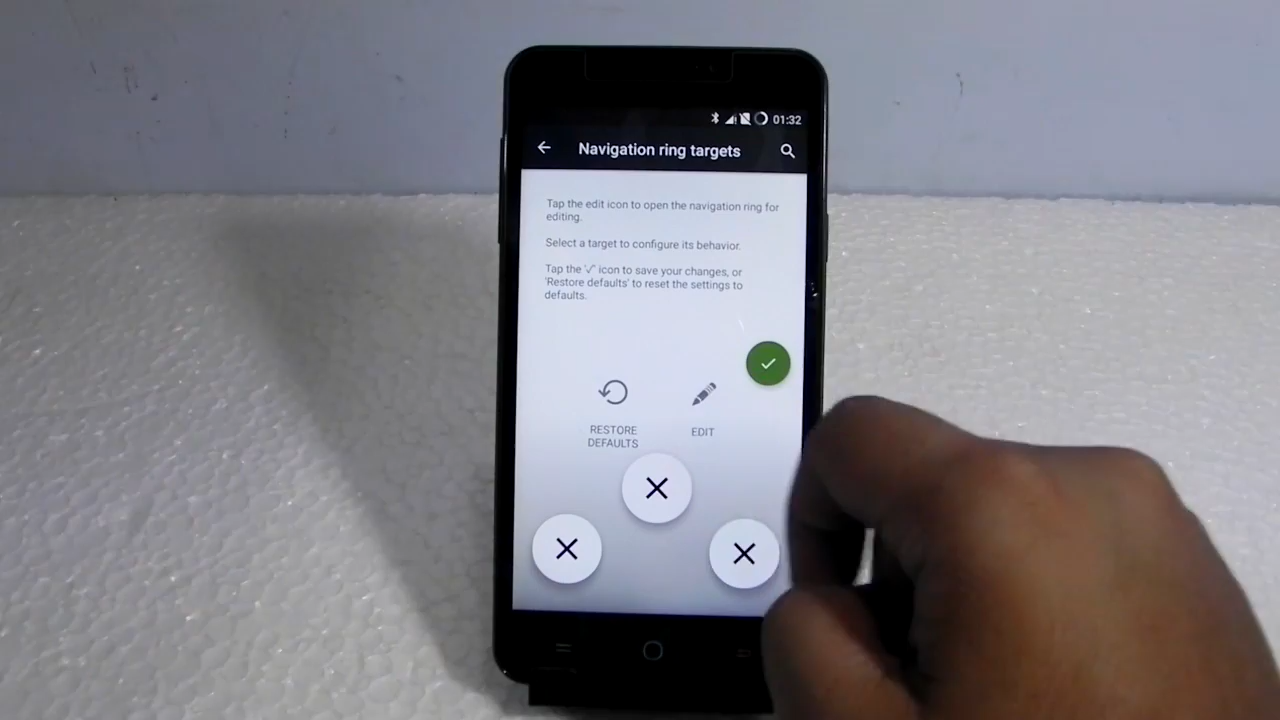 01:32
Navigation ring targets
Tap the edit icon to open the navigation ring for
editing.
Select a target to configure its behavior.
Tap the '√' icon to save your changes, or
'Restore defaults' to reset the settings to
defaults.
RESTORE
DEFAULTS
EDIT